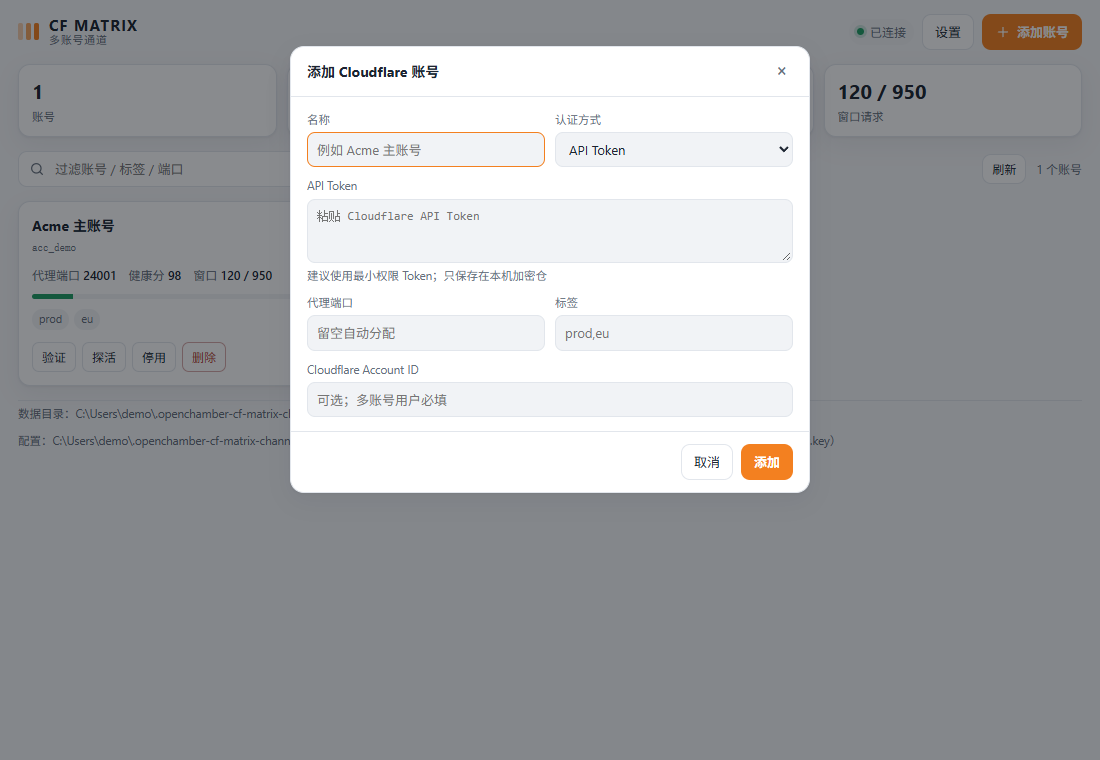 CF MATRIX
多账号通道
已连接
设置
+ 添加账号
1
账号
120 / 950
窗口请求
过滤账号 / 标签 / 端口
刷新
1 个账号
Acme 主账号
acc_demo
代理端口 24001 健康分 98 窗口 120 / 950
prod eu
验证 探活 停用 删除
数据目录：C:\Users\demo\.openchamber-cf-matrix-c
配置：C:\Users\demo\.openchamber-cf-matrix-chann
.key）
添加 Cloudflare 账号
×
名称
例如 Acme 主账号
认证方式
API Token
API Token
粘贴 Cloudflare API Token
建议使用最小权限 Token；只保存在本机加密仓
代理端口
留空自动分配
标签
prod,eu
Cloudflare Account ID
可选；多账号用户必填
取消
添加